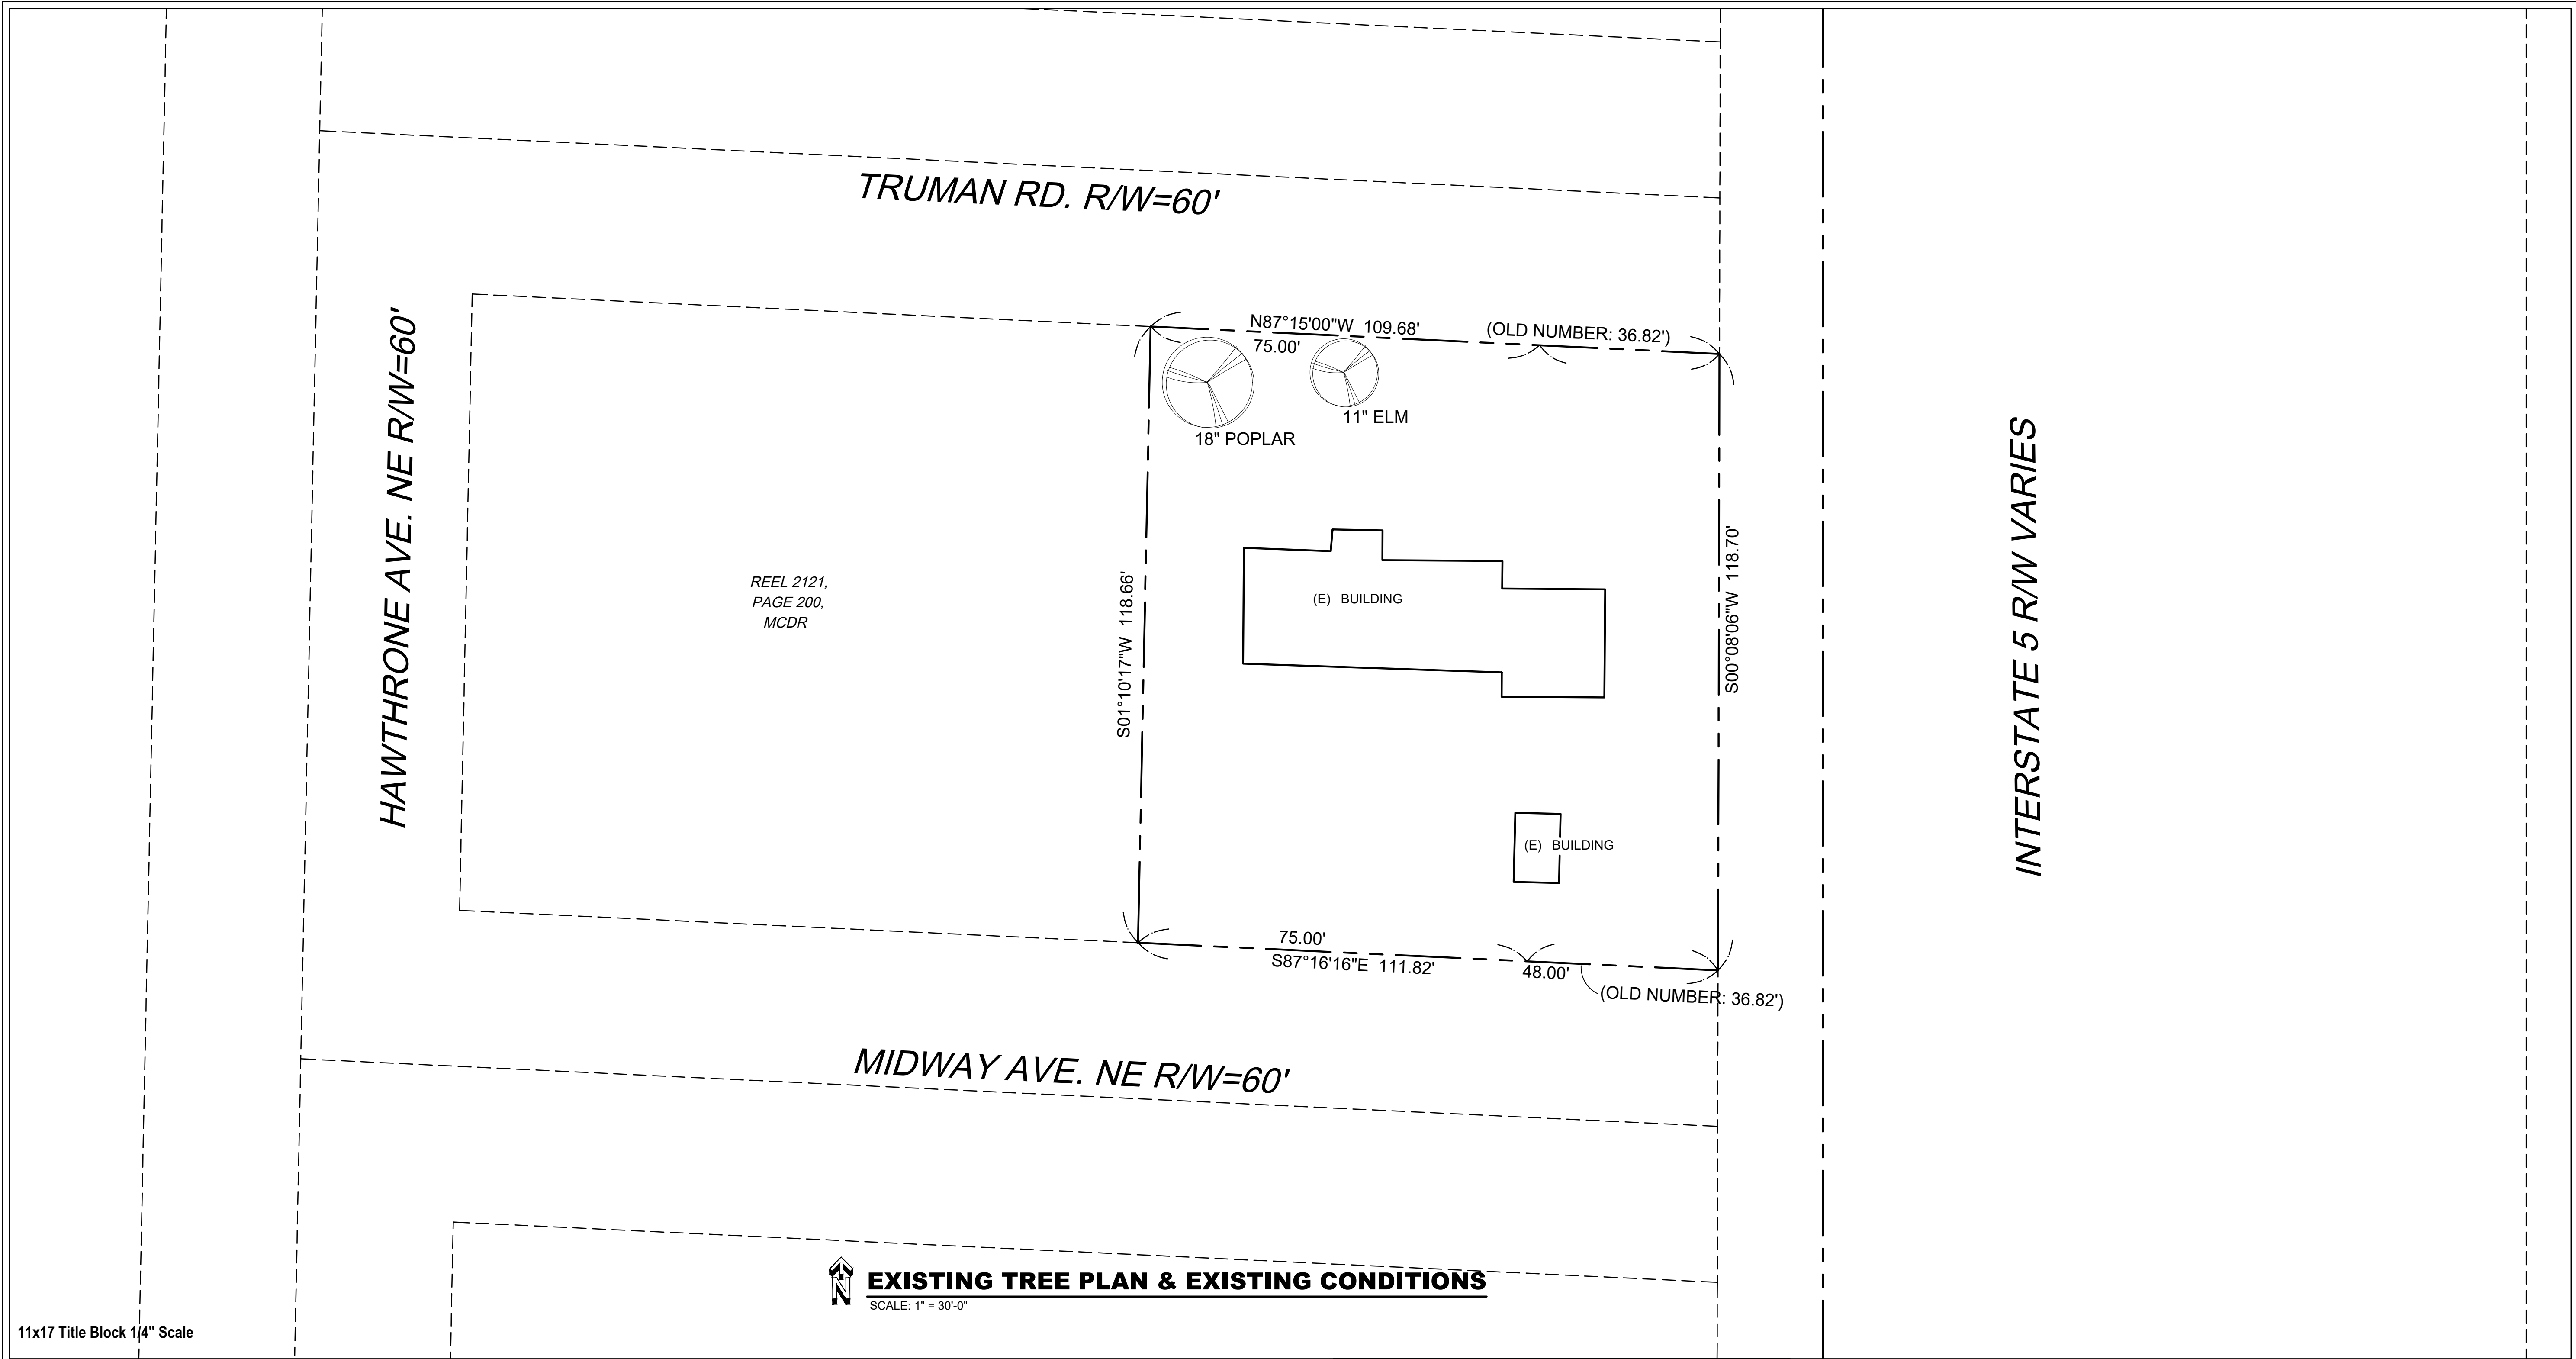 TRUMAN RD. R/W=60'
HAWTHRONE AVE. NE R/W=60'
N87°15'00"W 109.68'
(OLD NUMBER: 36.82')
75.00'
11" ELM
18" POPLAR
REEL 2121,
PAGE 200,
MCDR
S01°10'17"W 118.66'
(E) BUILDING
S00°08'06"W 118.70'
INTERSTATE 5 R/W VARIES
(E) BUILDING
75.00'
S87°16'16"E 111.82'
48.00'
(OLD NUMBER: 36.82')
MIDWAY AVE. NE R/W=60'
N
EXISTING TREE PLAN & EXISTING CONDITIONS
SCALE: 1" = 30'-0"
11x17 Title Block 1/4" Scale